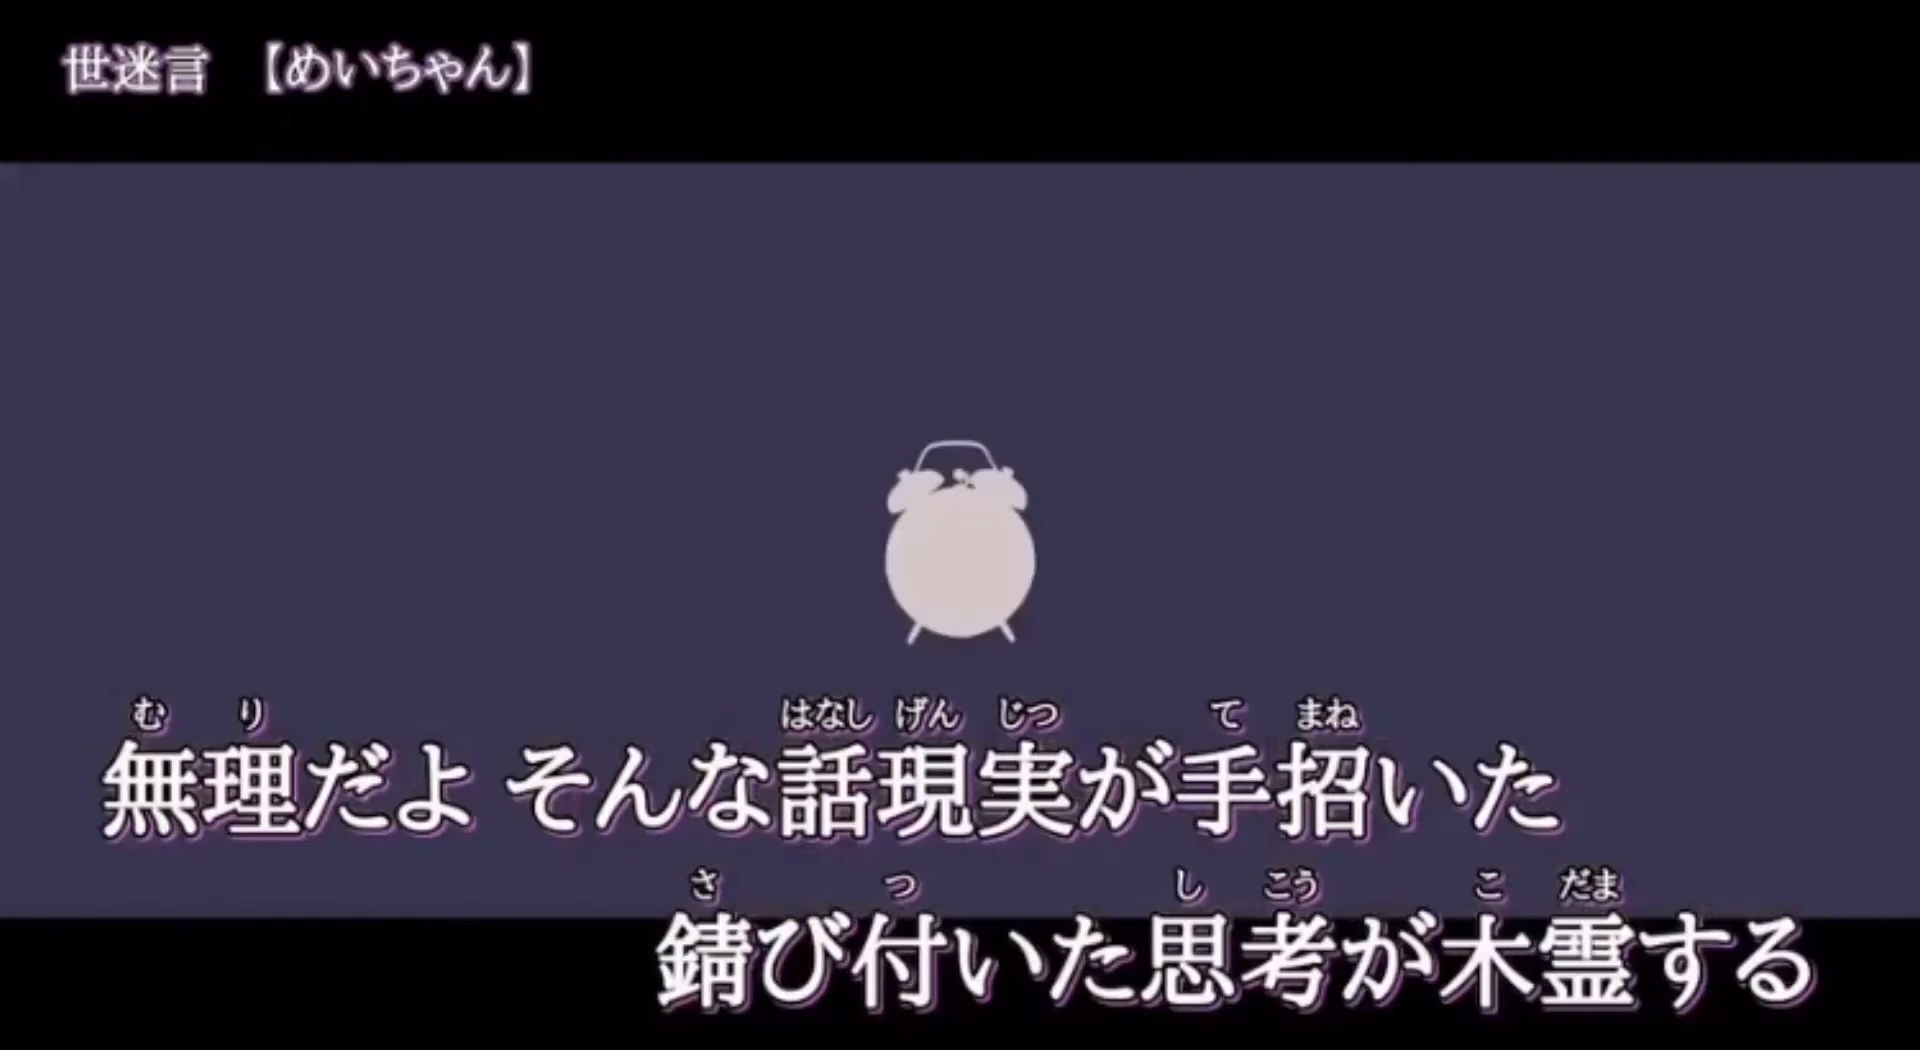 世迷言　【めいちゃん】
む り はなし げん じつ て まね
無理だよ そんな話現実が手招いた
さ つ し こう こ だま
錆び付いた思考が木霊する